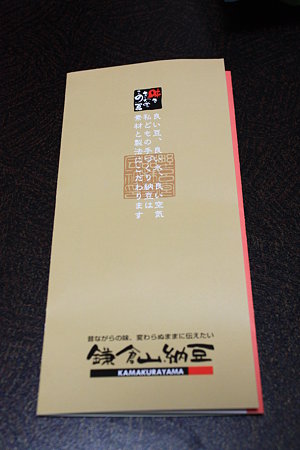 良い豆、良い水、良い空気
私どもの手づくり納豆は
素材と製法にこだわります
昔ながらの味、変わらぬままに伝えたい
鎌倉山納豆
KAMAKURAYAMA